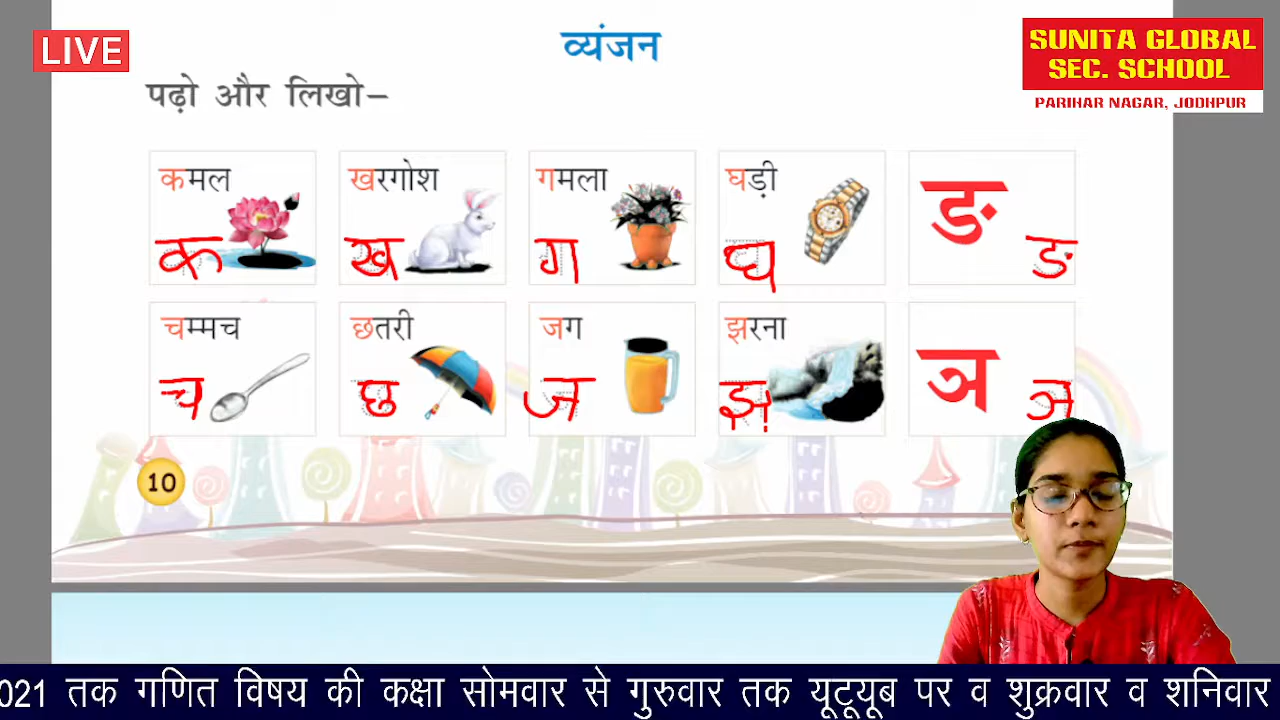 LIVE
व्यंजन
SUNITA GLOBAL
SEC. SCHOOL
PARIHAR NAGAR, JODHPUR
पढ़ो और लिखो–
कमल खरगोश गमला घड़ी ङ
क ख ग घ ङ
चम्मच छतरी जग झरना ञ
च छ ज झ ञ
10
021 तक गणित विषय की कक्षा सोमवार से गुरुवार तक यूटूयूब पर व शुक्रवार व शनिवार